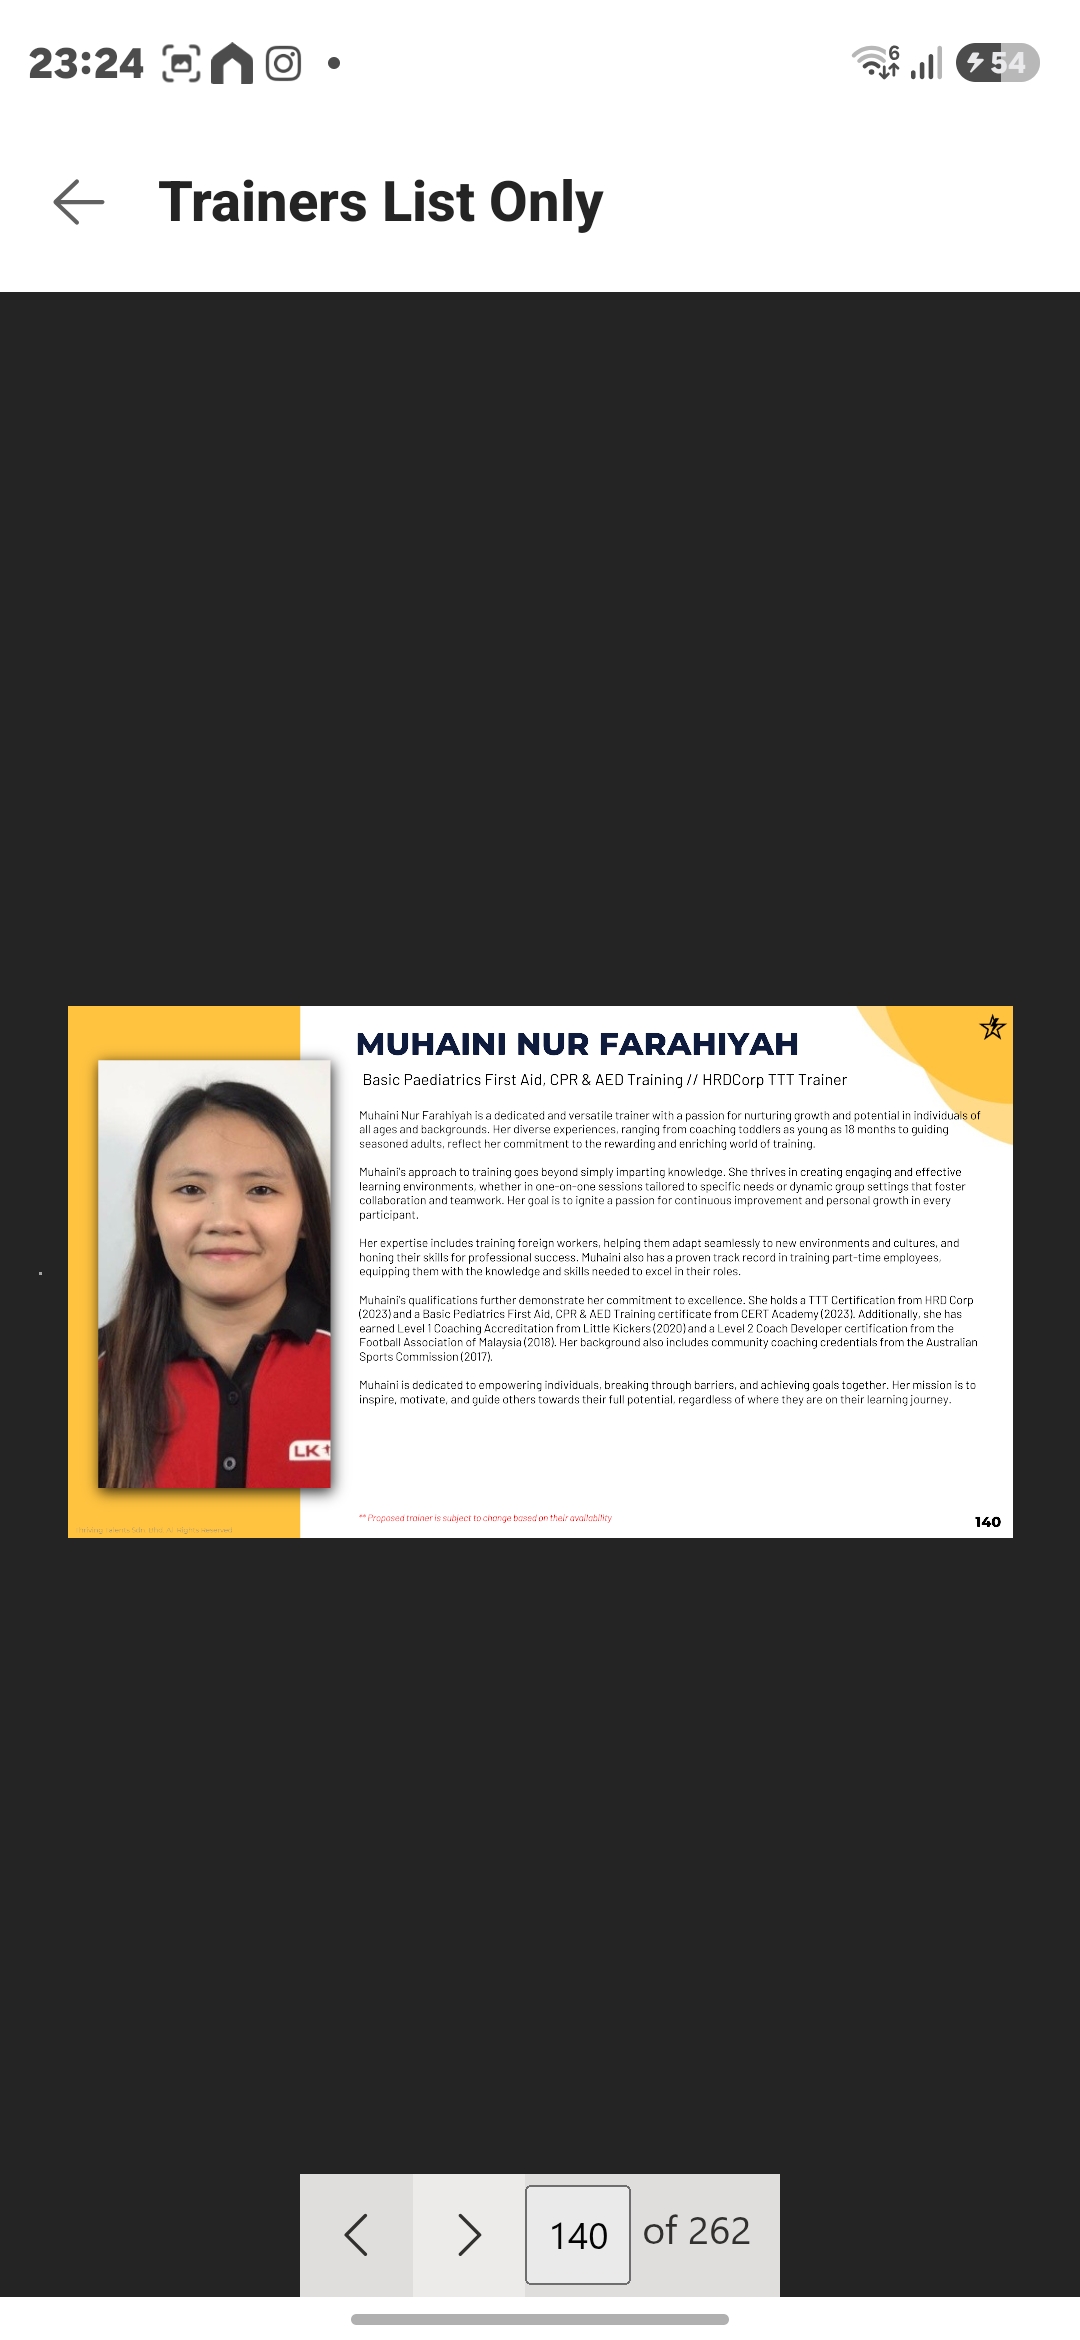 23:24
6
54
Trainers List Only
MUHAINI NUR FARAHIYAH
Basic Paediatrics First Aid, CPR & AED Training // HRDCorp TTT Trainer
Muhaini Nur Farahiyah is a dedicated and versatile trainer with a passion for nurturing growth and potential in individuals of
all ages and backgrounds. Her diverse experiences, ranging from coaching toddlers as young as 18 months to guiding
seasoned adults, reflect her commitment to the rewarding and enriching world of training.
Muhaini's approach to training goes beyond simply imparting knowledge. She thrives in creating engaging and effective
learning environments, whether in one-on-one sessions tailored to specific needs or dynamic group settings that foster
collaboration and teamwork. Her goal is to ignite a passion for continuous improvement and personal growth in every
participant.
Her expertise includes training foreign workers, helping them adapt seamlessly to new environments and cultures, and
honing their skills for professional success. Muhaini also has a proven track record in training part-time employees,
equipping them with the knowledge and skills needed to excel in their roles.
Muhaini's qualifications further demonstrate her commitment to excellence. She holds a TTT Certification from HRD Corp
(2023) and a Basic Pediatrics First Aid, CPR & AED Training certificate from CERT Academy (2023). Additionally, she has
earned Level 1 Coaching Accreditation from Little Kickers (2020) and a Level 2 Coach Developer certification from the
Football Association of Malaysia (2018). Her background also includes community coaching credentials from the Australian
Sports Commission (2017).
Muhaini is dedicated to empowering individuals, breaking through barriers, and achieving goals together. Her mission is to
inspire, motivate, and guide others towards their full potential, regardless of where they are on their learning journey.
LK
** Proposed trainer is subject to change based on their availability
Thriving Talents Sdn. Bhd. All Rights Reserved
140
140 of 262